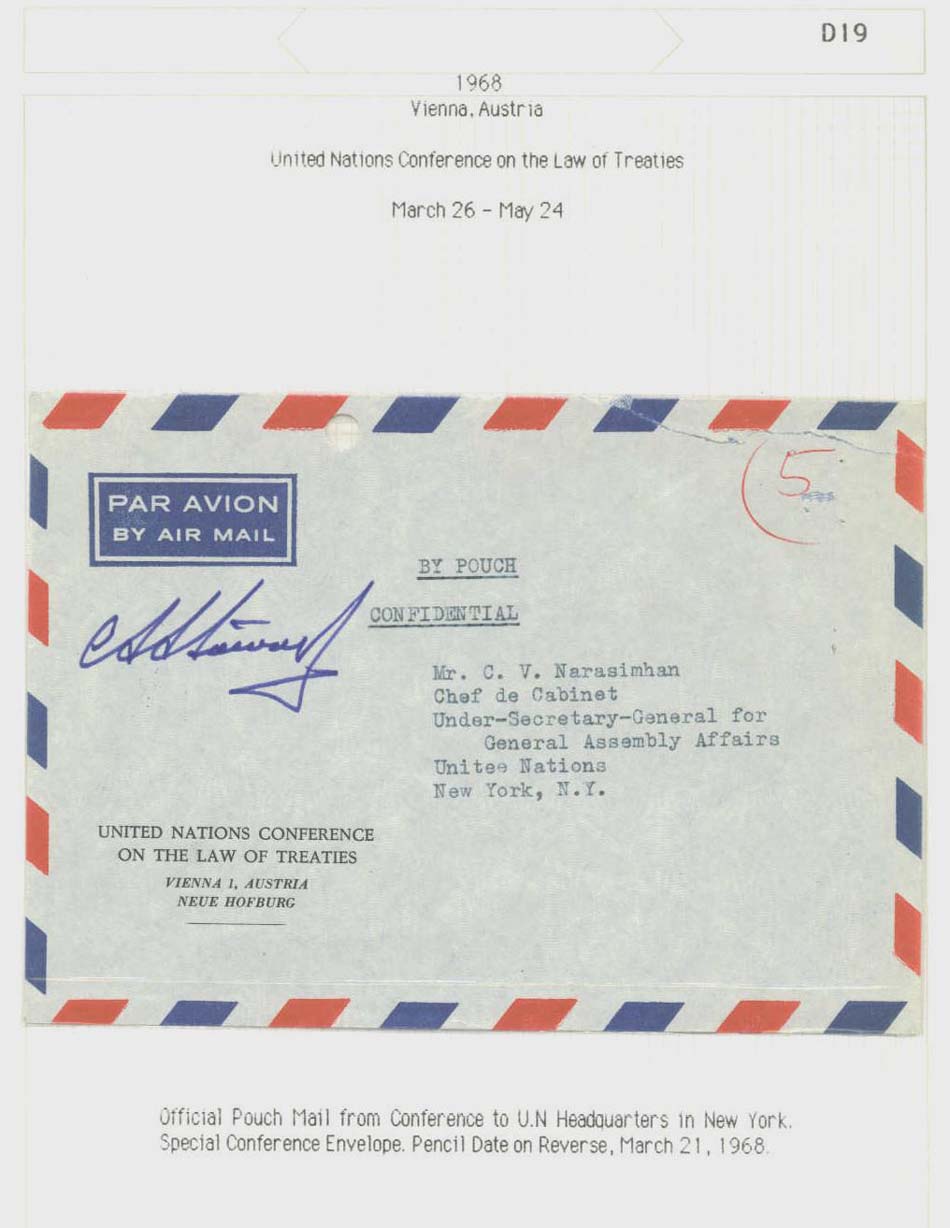 D19
1968
Vienna, Austria
United Nations Conference on the Law of Treaties
March 26 - May 24
5
PAR AVION
BY AIR MAIL
BY POUCH
CONFIDENTIAL
Mr. C. V. Narasimhan
Chef de Cabinet
Under-Secretary-General for
General Assembly Affairs
Unitee Nations
New York, N.Y.
UNITED NATIONS CONFERENCE
ON THE LAW OF TREATIES
VIENNA 1, AUSTRIA
NEUE HOFBURG
Official Pouch Mail from Conference to U.N Headquarters in New York.
Special Conference Envelope. Pencil Date on Reverse, March 21, 1968.